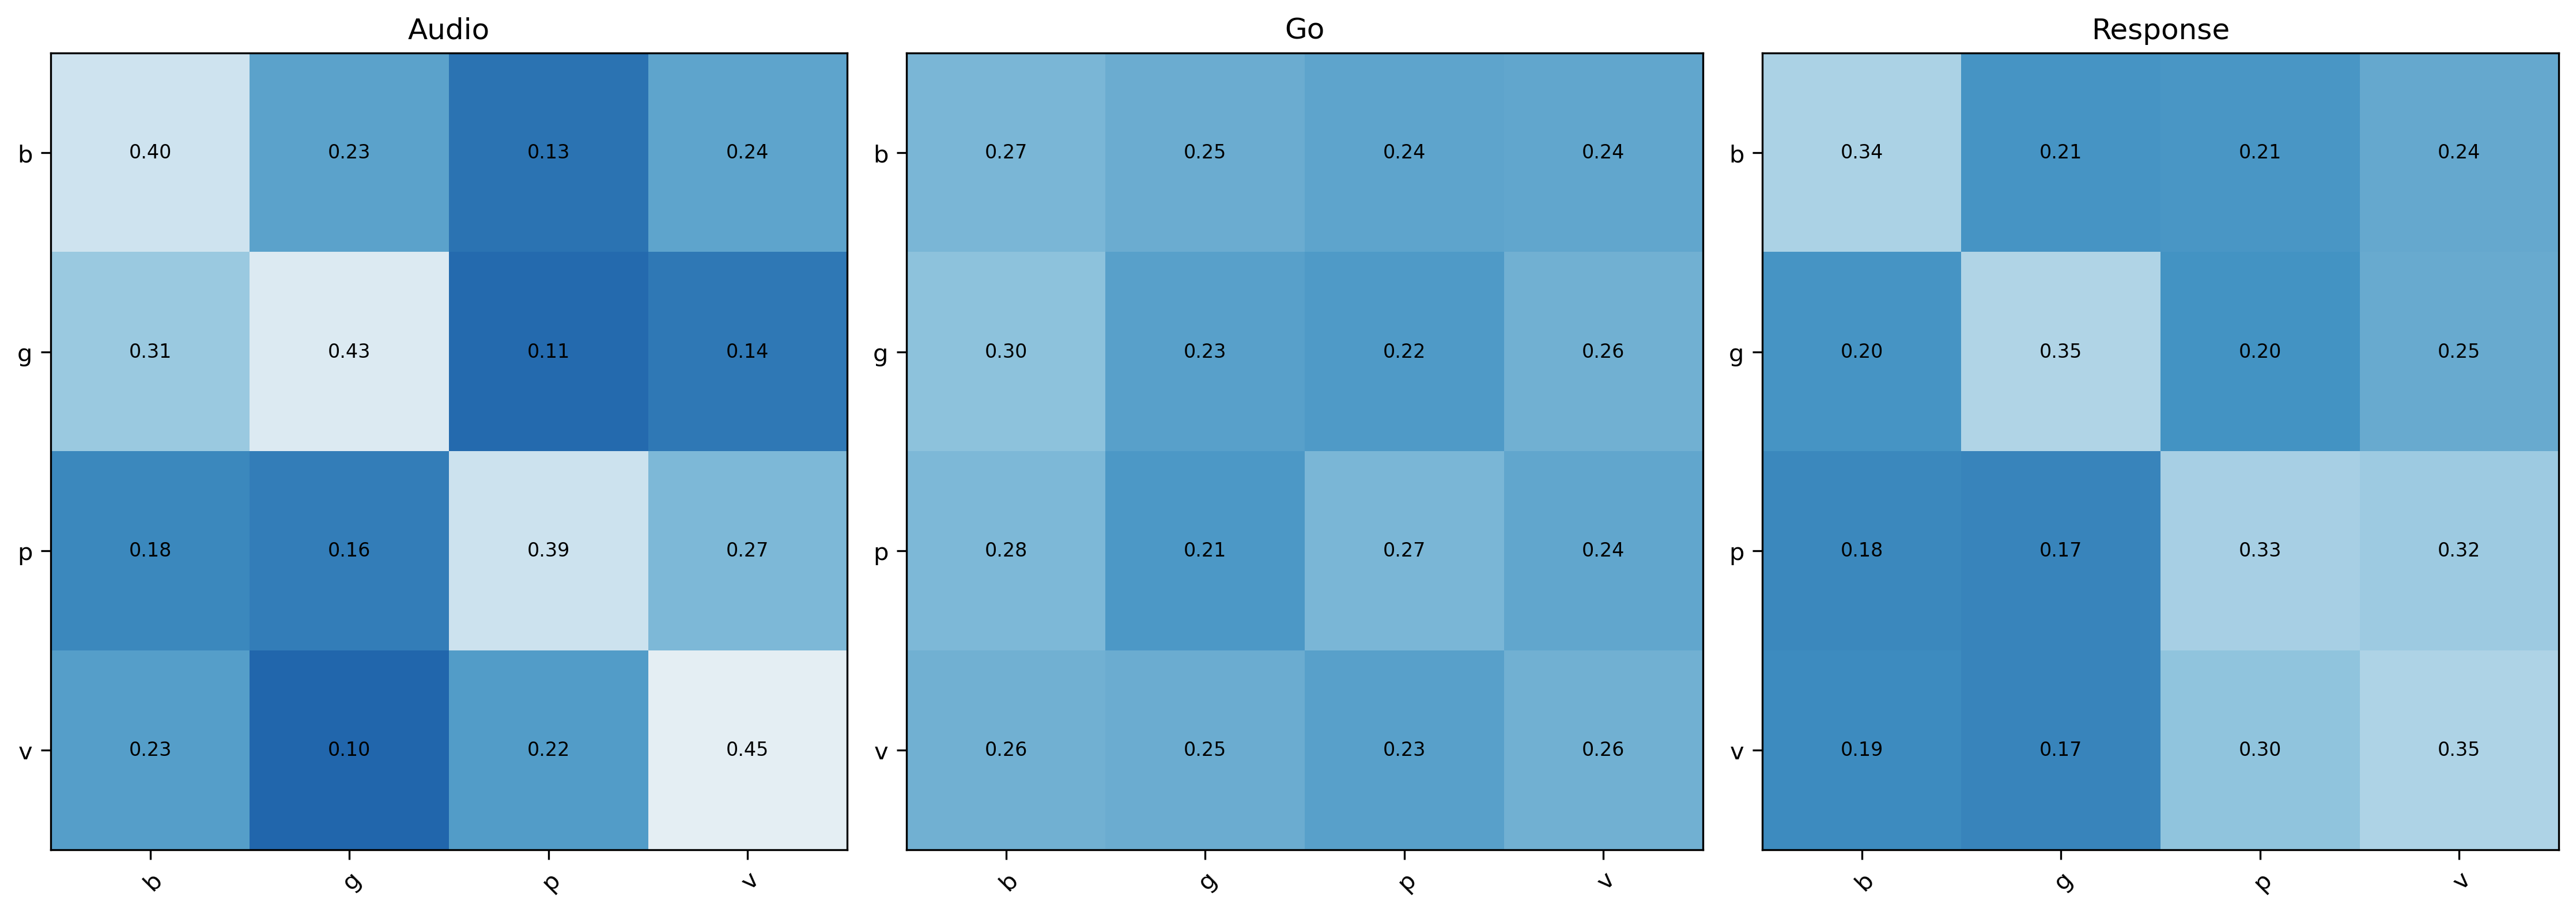 Audio Go Response
b 0.40 0.23 0.13 0.24 b 0.27 0.25 0.24 0.24 b 0.34 0.21 0.21 0.24
g 0.31 0.43 0.11 0.14 g 0.30 0.23 0.22 0.26 g 0.20 0.35 0.20 0.25
p 0.18 0.16 0.39 0.27 p 0.28 0.21 0.27 0.24 p 0.18 0.17 0.33 0.32
v 0.23 0.10 0.22 0.45 v 0.26 0.25 0.23 0.26 v 0.19 0.17 0.30 0.35
b g p v b g p v b g p v